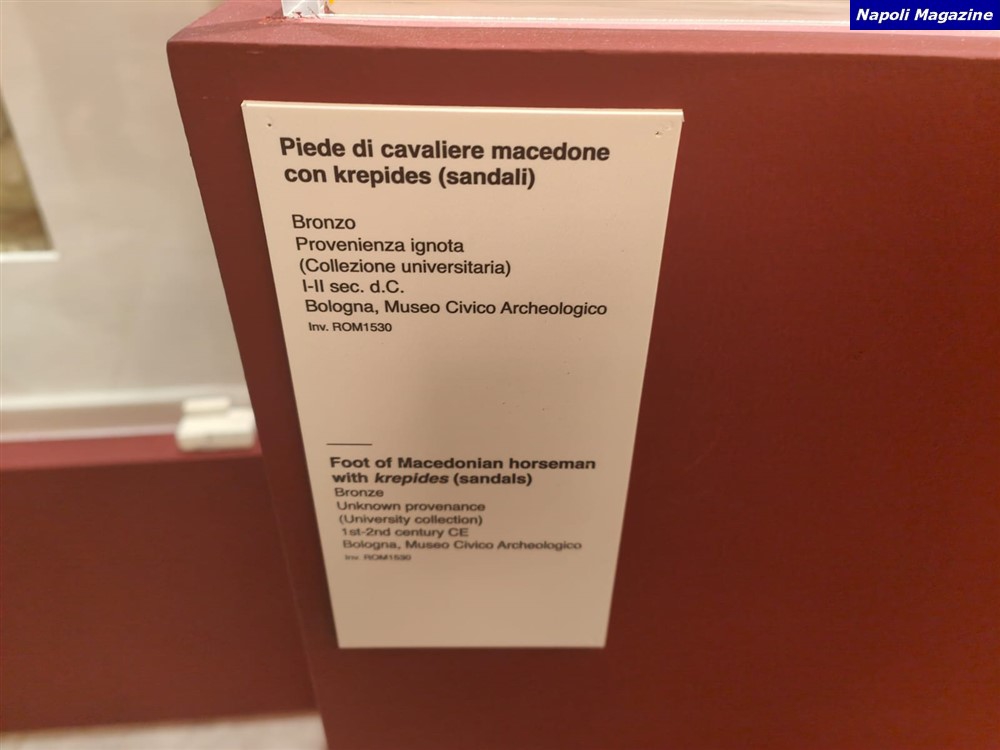 Napoli Magazine
Piede di cavaliere macedone
con krepides (sandali)
Bronzo
Provenienza ignota
(Collezione universitaria)
I-II sec. d.C.
Bologna, Museo Civico Archeologico
Inv. ROM1530
Foot of Macedonian horseman
with krepides (sandals)
Bronze
Unknown provenance
(University collection)
1st-2nd century CE
Bologna, Museo Civico Archeologico
Inv. ROM1530